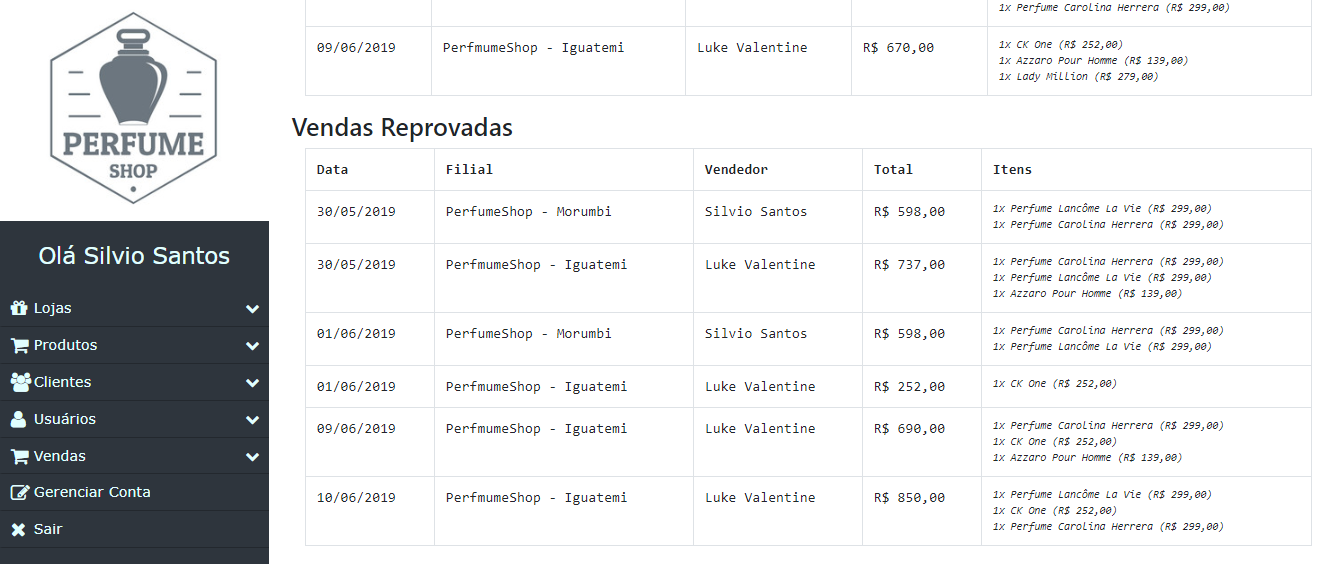 PERFUME
SHOP
Olá Silvio Santos
Lojas
Produtos
Clientes
Usuários
Vendas
Gerenciar Conta
Sair
1x Perfume Carolina Herrera (R$ 299,00)
09/06/2019 PerfmumeShop - Iguatemi Luke Valentine R$ 670,00
1x CK One (R$ 252,00)
1x Azzaro Pour Homme (R$ 139,00)
1x Lady Million (R$ 279,00)
Vendas Reprovadas
Data Filial Vendedor Total Itens
30/05/2019 PerfumeShop - Morumbi Silvio Santos R$ 598,00
1x Perfume Lancôme La Vie (R$ 299,00)
1x Perfume Carolina Herrera (R$ 299,00)
30/05/2019 PerfmumeShop - Iguatemi Luke Valentine R$ 737,00
1x Perfume Carolina Herrera (R$ 299,00)
1x Perfume Lancôme La Vie (R$ 299,00)
1x Azzaro Pour Homme (R$ 139,00)
01/06/2019 PerfumeShop - Morumbi Silvio Santos R$ 598,00
1x Perfume Carolina Herrera (R$ 299,00)
1x Perfume Lancôme La Vie (R$ 299,00)
01/06/2019 PerfmumeShop - Iguatemi Luke Valentine R$ 252,00
1x CK One (R$ 252,00)
09/06/2019 PerfmumeShop - Iguatemi Luke Valentine R$ 690,00
1x Perfume Carolina Herrera (R$ 299,00)
1x CK One (R$ 252,00)
1x Azzaro Pour Homme (R$ 139,00)
10/06/2019 PerfmumeShop - Iguatemi Luke Valentine R$ 850,00
1x Perfume Lancôme La Vie (R$ 299,00)
1x CK One (R$ 252,00)
1x Perfume Carolina Herrera (R$ 299,00)